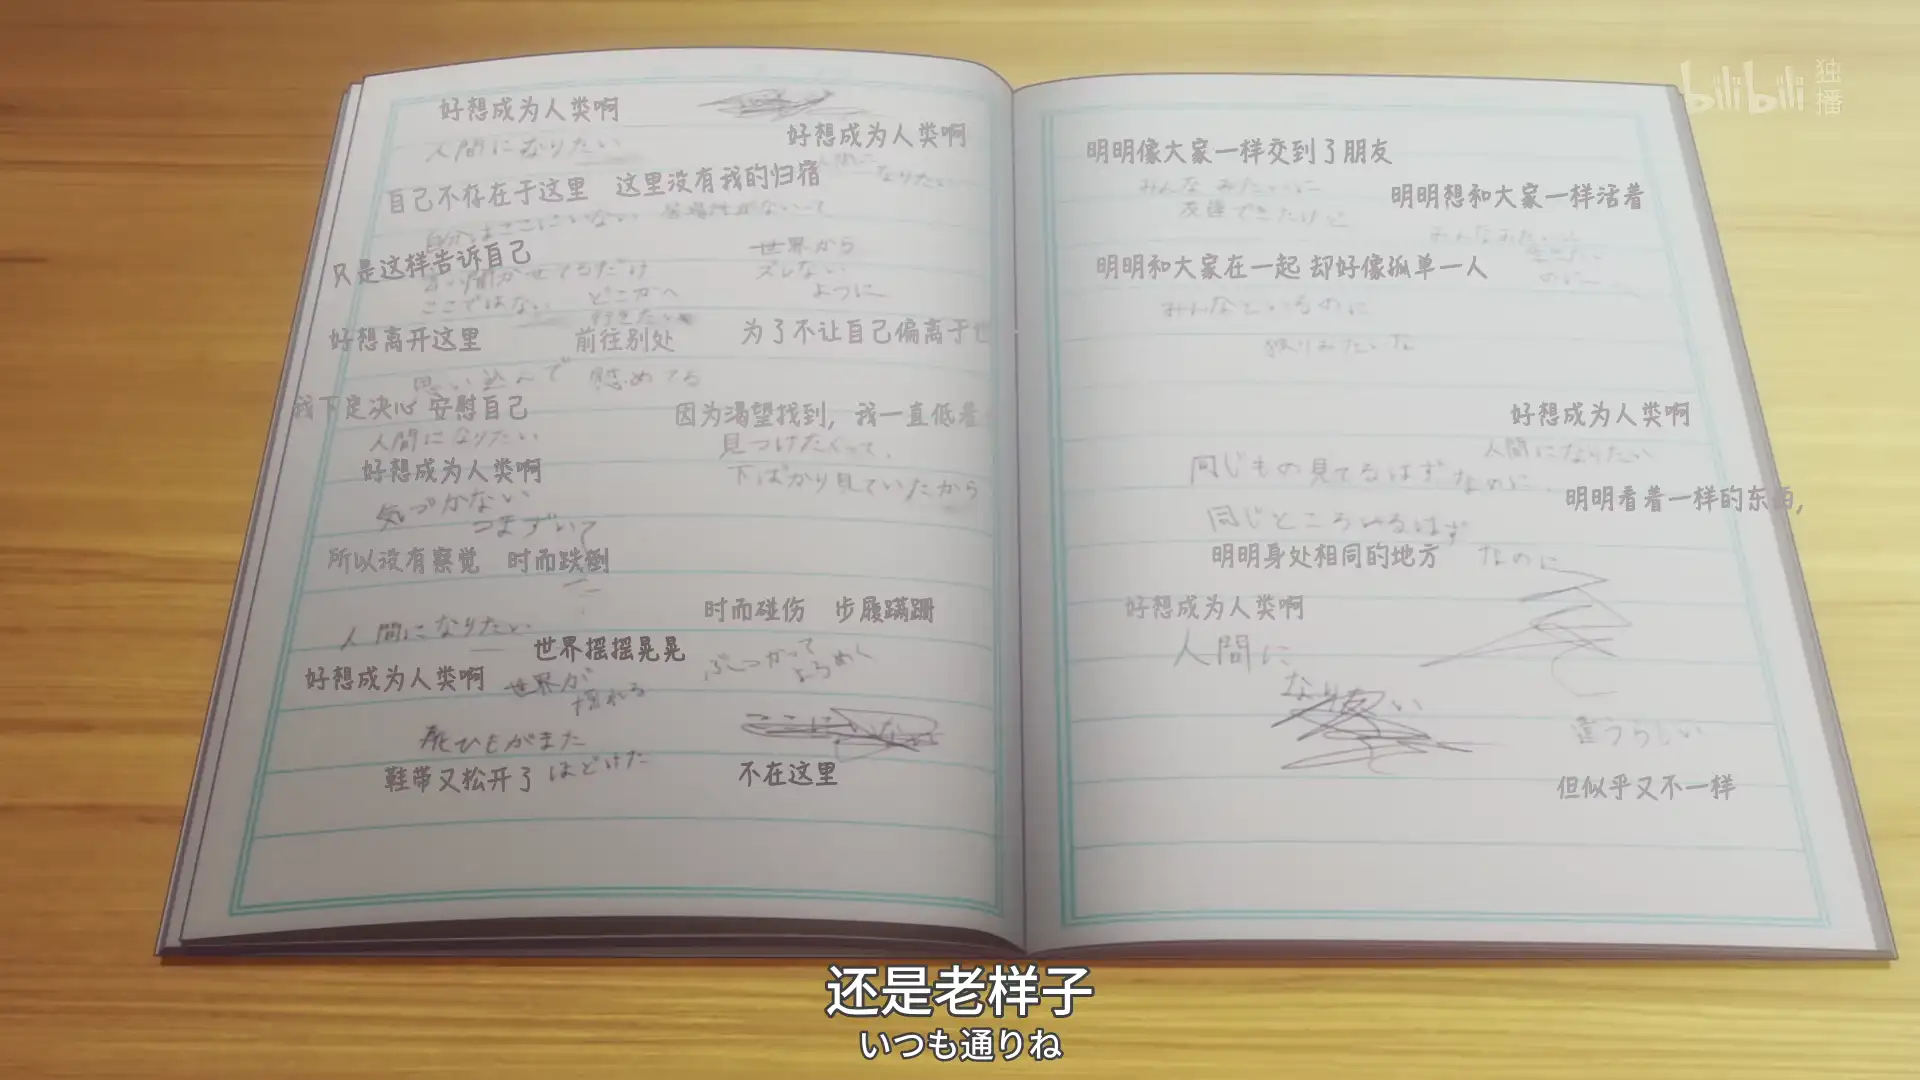 bilibili 独播
好想成为人类啊
人間になりたい
好想成为人类啊
人間に
なりたい
自己不存在于这里 这里没有我的归宿
自分はここにいない 居場所がないって
只是这样告诉自己
言い聞かせてるだけ
世界から
ズレない
ように
ここではない どこかへ
行きたい
好想离开这里 前往别处 为了不让自己偏离于
思い込んで 慰めてる
我下定决心 安慰自己
因为渴望找到，我一直低着
人間になりたい
見つけたくって、
好想成为人类啊
下ばかり見ていたから
気づかない
つまずいて
所以没有察觉 时而跌倒
时而碰伤 步履蹒跚
人間になりたい
世界摇摇晃晃
ぶつかって
よろめく
好想成为人类啊
世界が
揺れる
ここにいない
靴ひもがまた
ほどけた
鞋带又松开了
不在这里
明明像大家一样交到了朋友
みんなみたいに
友達できたけど
明明想和大家一样活着
みんなみたいに
生きたい
のに
明明和大家在一起 却好像孤单一人
みんなといるのに
独りみたいな
好想成为人类啊
人間になりたい
同じもの見てるはずなのに、
明明看着一样的东西，
同じところいるはず
なのに
明明身处相同的地方
好想成为人类啊
人間に
なりたい
違うらしい
但似乎又不一样
还是老样子
いつも通りね